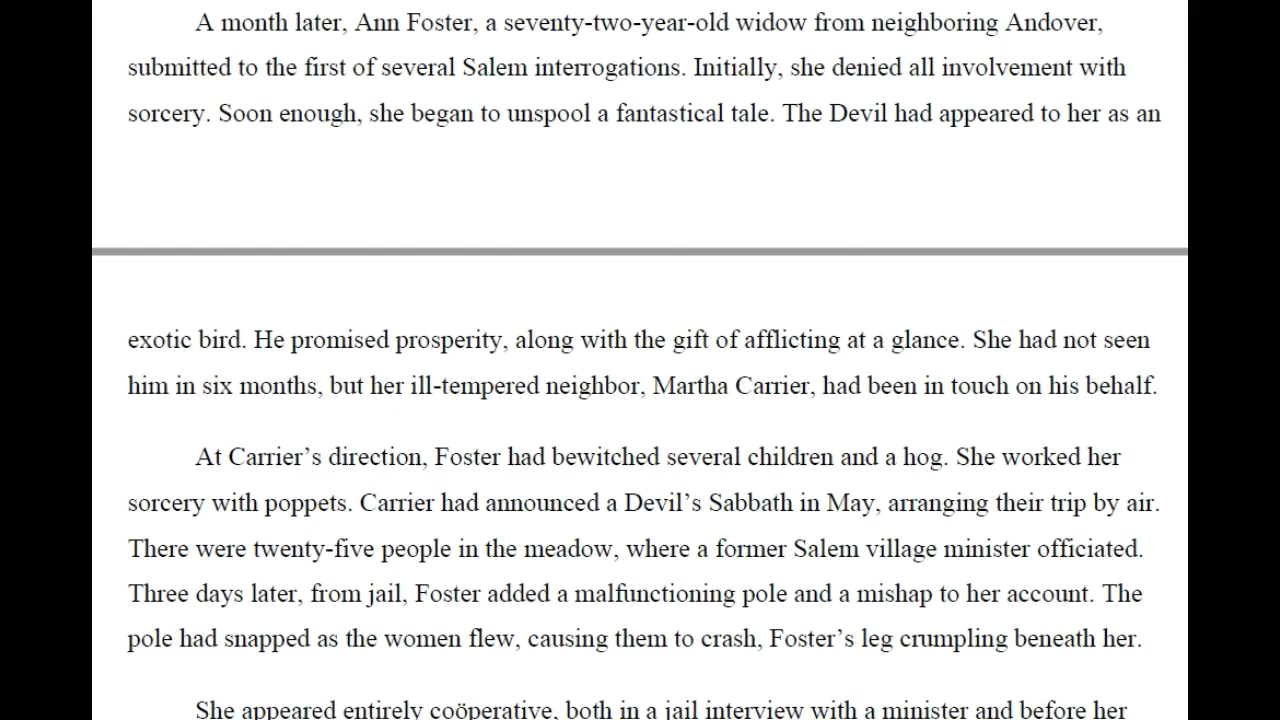 A month later, Ann Foster, a seventy-two-year-old widow from neighboring Andover,
submitted to the first of several Salem interrogations. Initially, she denied all involvement with
sorcery. Soon enough, she began to unspool a fantastical tale. The Devil had appeared to her as an
exotic bird. He promised prosperity, along with the gift of afflicting at a glance. She had not seen
him in six months, but her ill-tempered neighbor, Martha Carrier, had been in touch on his behalf.
At Carrier’s direction, Foster had bewitched several children and a hog. She worked her
sorcery with poppets. Carrier had announced a Devil’s Sabbath in May, arranging their trip by air.
There were twenty-five people in the meadow, where a former Salem village minister officiated.
Three days later, from jail, Foster added a malfunctioning pole and a mishap to her account. The
pole had snapped as the women flew, causing them to crash, Foster’s leg crumpling beneath her.
She appeared entirely coöperative, both in a jail interview with a minister and before her